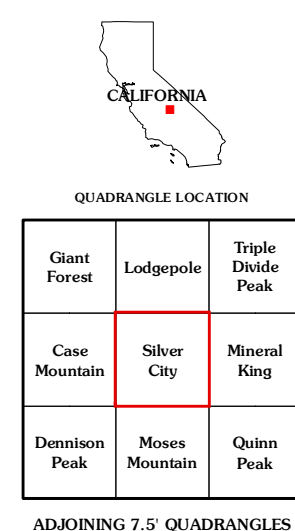 CALIFORNIA
QUADRANGLE LOCATION
Giant
Forest
Lodgepole
Triple
Divide
Peak
Case
Mountain
Silver
City
Mineral
King
Dennison
Peak
Moses
Mountain
Quinn
Peak
ADJOINING 7.5' QUADRANGLES